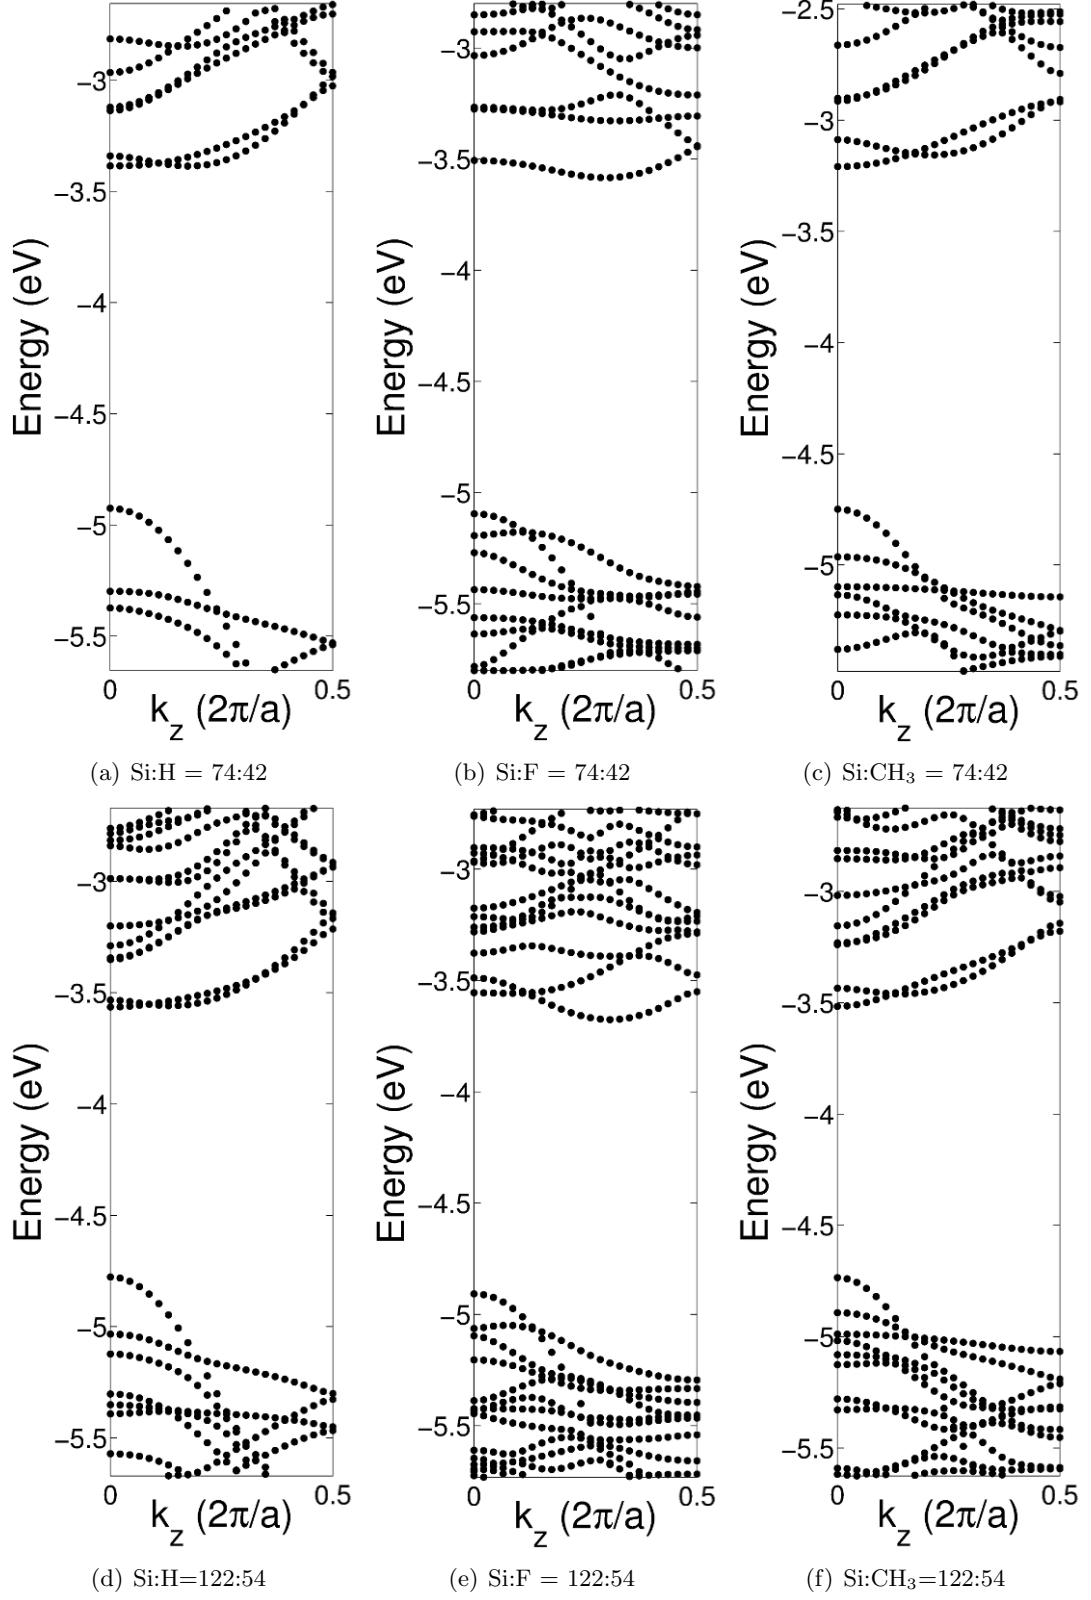 −3
−3.5
−4
−4.5
−5
−5.5
0
0.5
Energy (eV)
k_z (2π/a)
(a) Si:H = 74:42
−3
−3.5
−4
−4.5
−5
−5.5
0
0.5
Energy (eV)
k_z (2π/a)
(b) Si:F = 74:42
−2.5
−3
−3.5
−4
−4.5
−5
0
0.5
Energy (eV)
k_z (2π/a)
(c) Si:CH₃ = 74:42
−3
−3.5
−4
−4.5
−5
−5.5
0
0.5
Energy (eV)
k_z (2π/a)
(d) Si:H=122:54
−3
−3.5
−4
−4.5
−5
−5.5
0
0.5
Energy (eV)
k_z (2π/a)
(e) Si:F = 122:54
−3
−3.5
−4
−4.5
−5
−5.5
0
0.5
Energy (eV)
k_z (2π/a)
(f) Si:CH₃=122:54